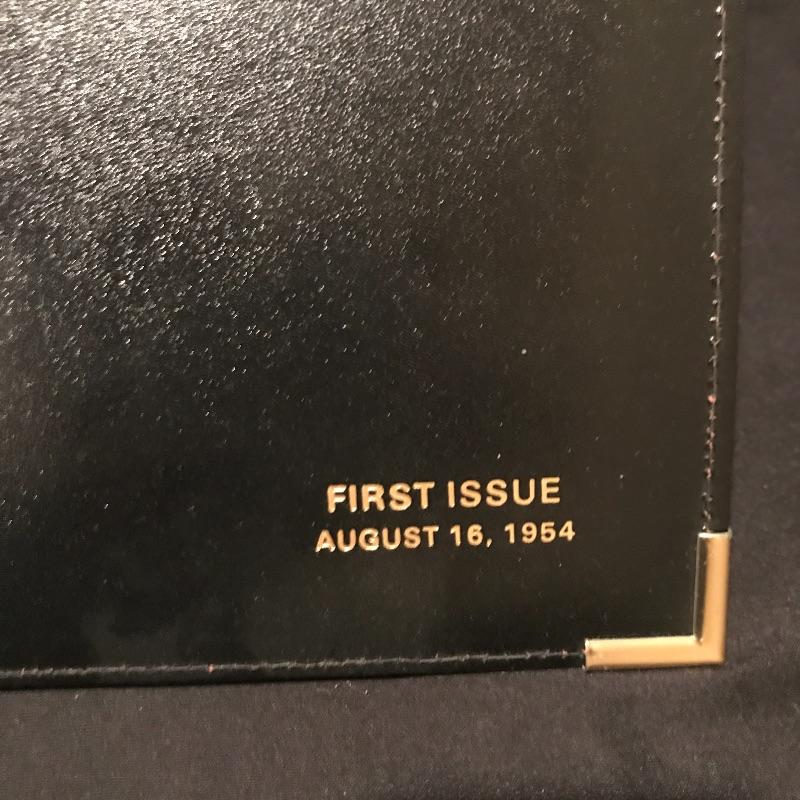 FIRST ISSUE
AUGUST 16, 1954